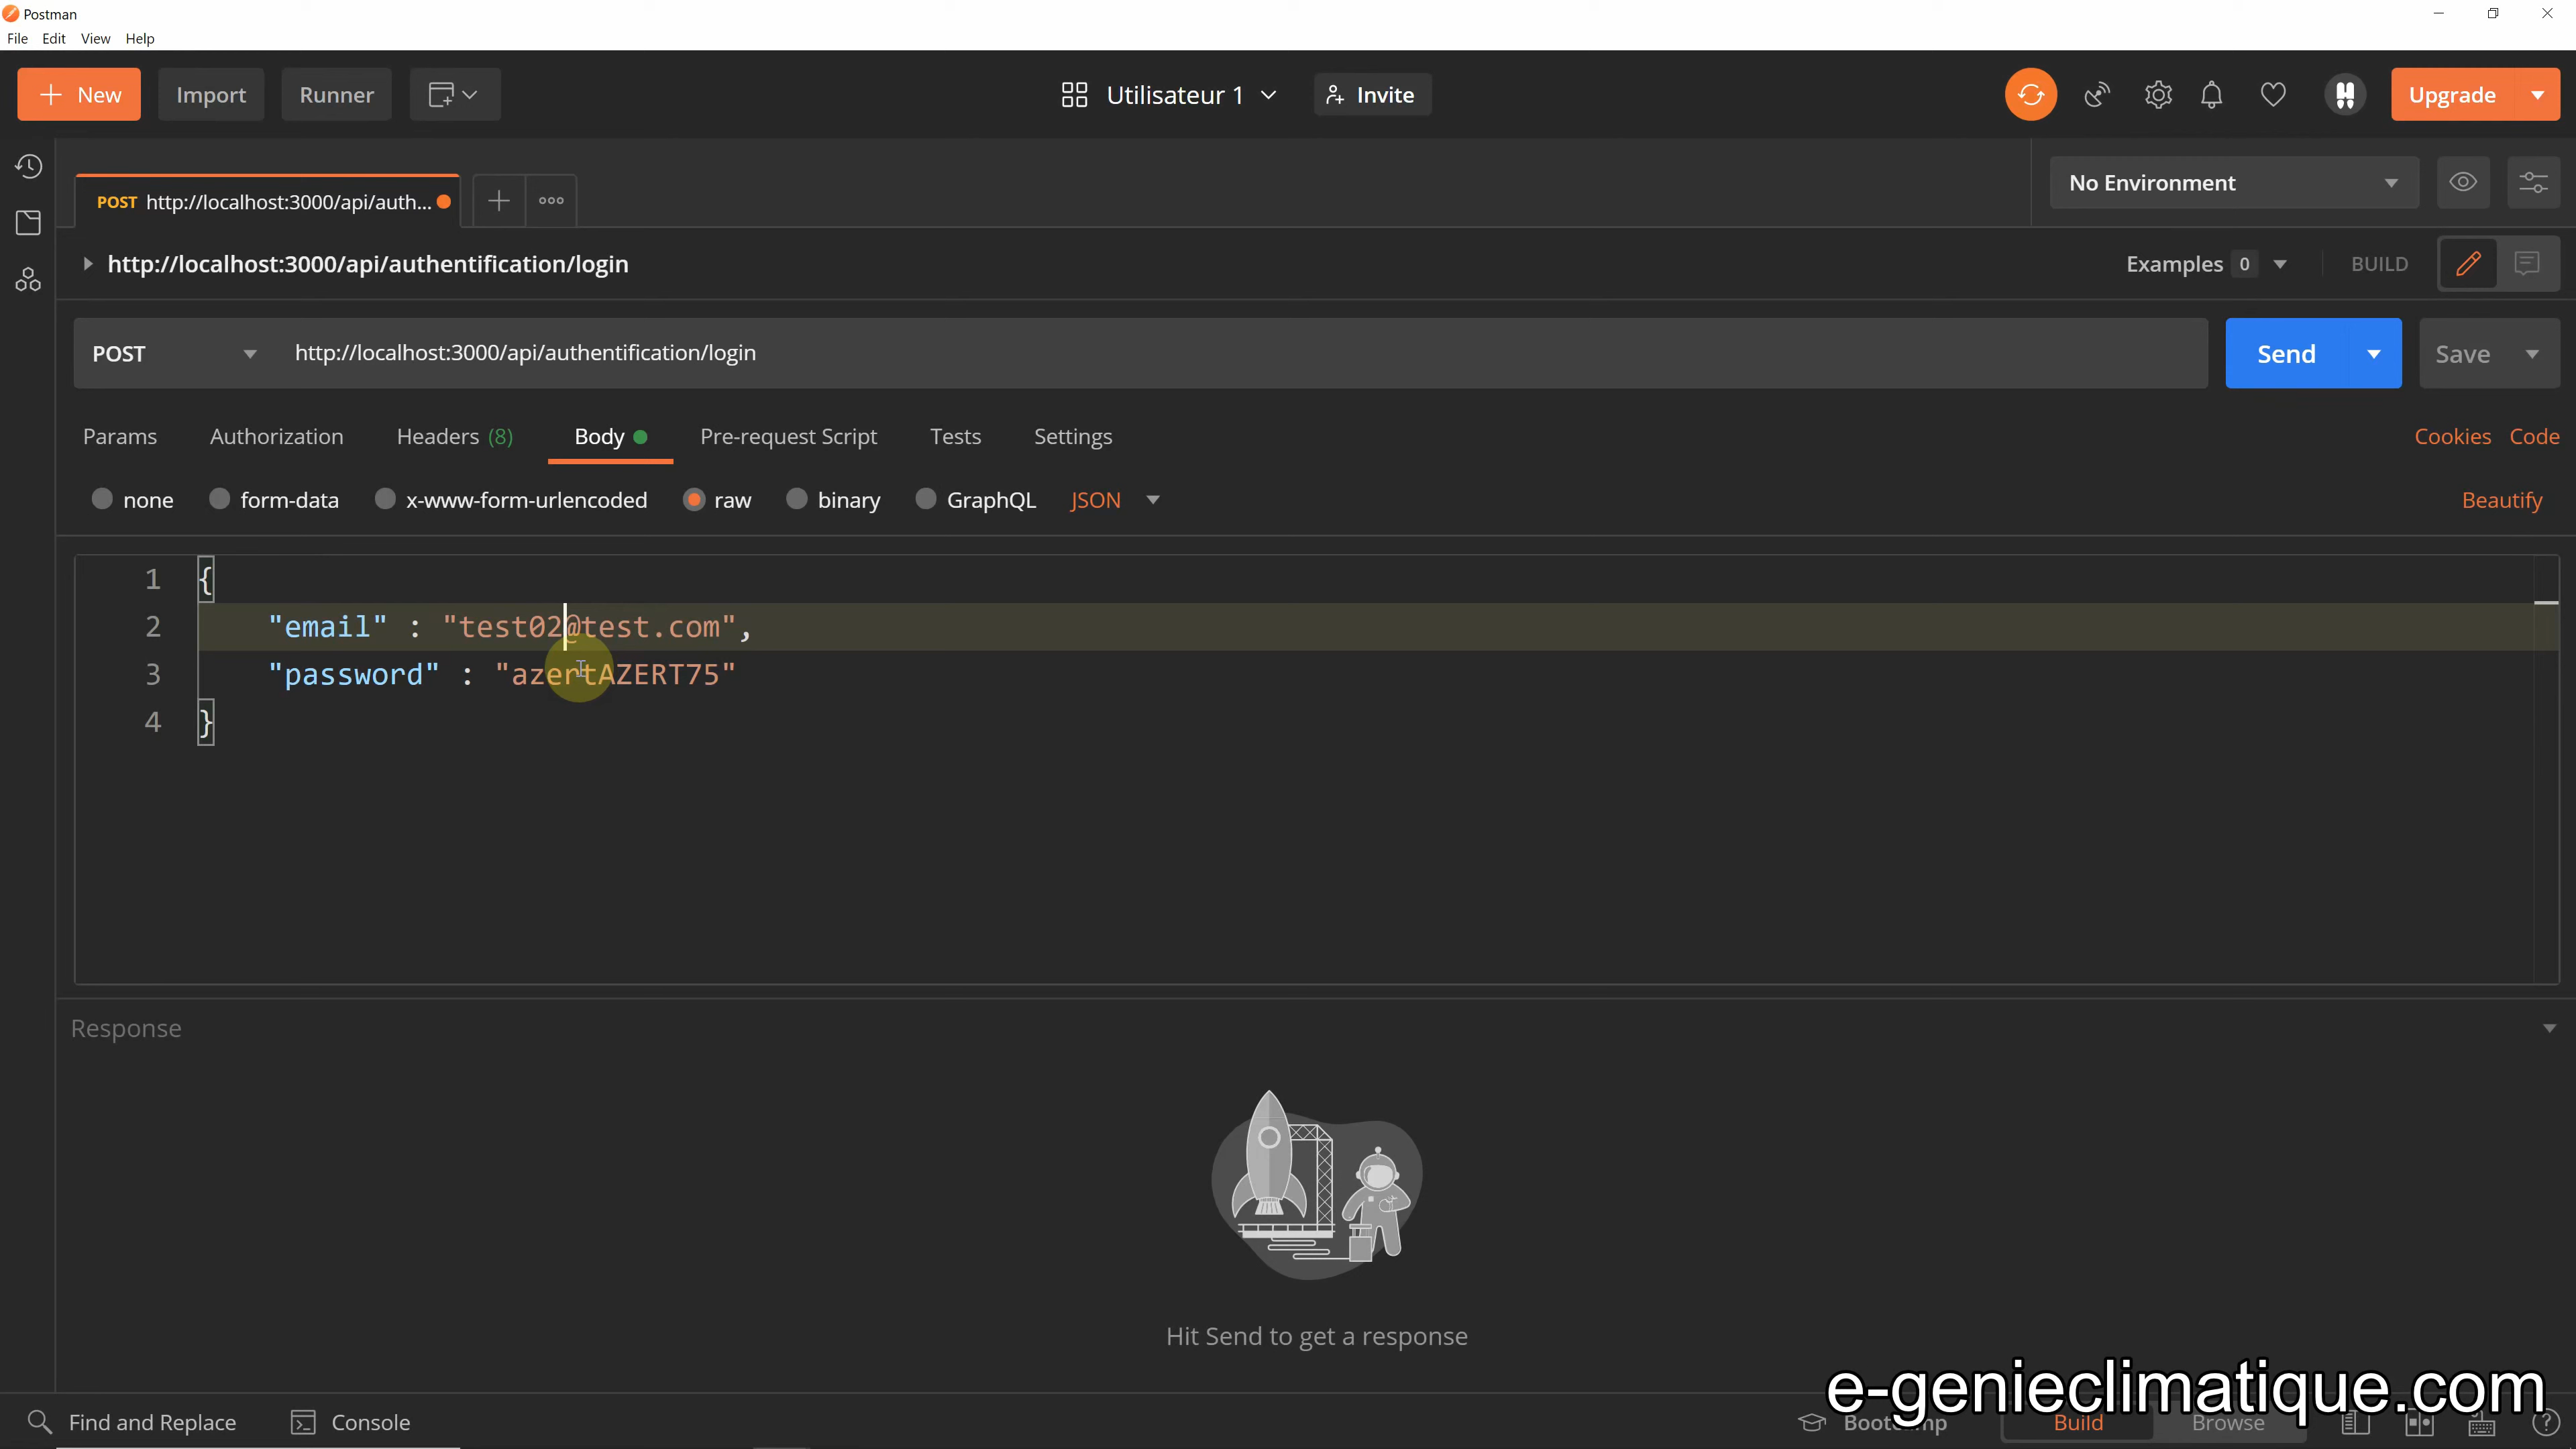 Postman
File Edit View Help
New Import Runner Utilisateur 1 Invite Upgrade
POST http://localhost:3000/api/auth... No Environment
http://localhost:3000/api/authentification/login Examples 0 BUILD
POST http://localhost:3000/api/authentification/login Send Save
Params Authorization Headers (8) Body Pre-request Script Tests Settings Cookies Code
none form-data x-www-form-urlencoded raw binary GraphQL JSON Beautify
1 {
2 "email" : "test02@test.com",
3 "password" : "azertAZERT75"
4 }
Response
Hit Send to get a response
e-genieclimatique.com
Find and Replace Console Bootcamp Build Browse